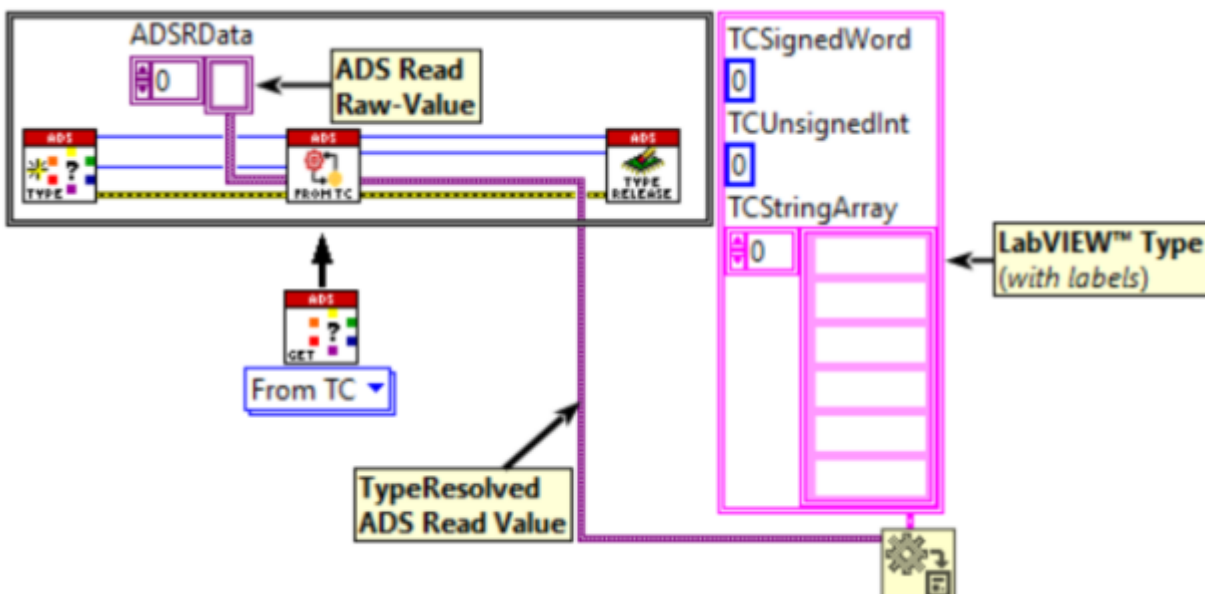 ADSRData
0
ADS Read
Raw-Value
ADS
?
TYPE
ADS
FROM TC
ADS
TYPE
RELEASE
ADS
?
GET
From TC
TypeResolved
ADS Read Value
TCSignedWord
0
TCUnsignedInt
0
TCStringArray
0
LabVIEW™ Type
(with labels)